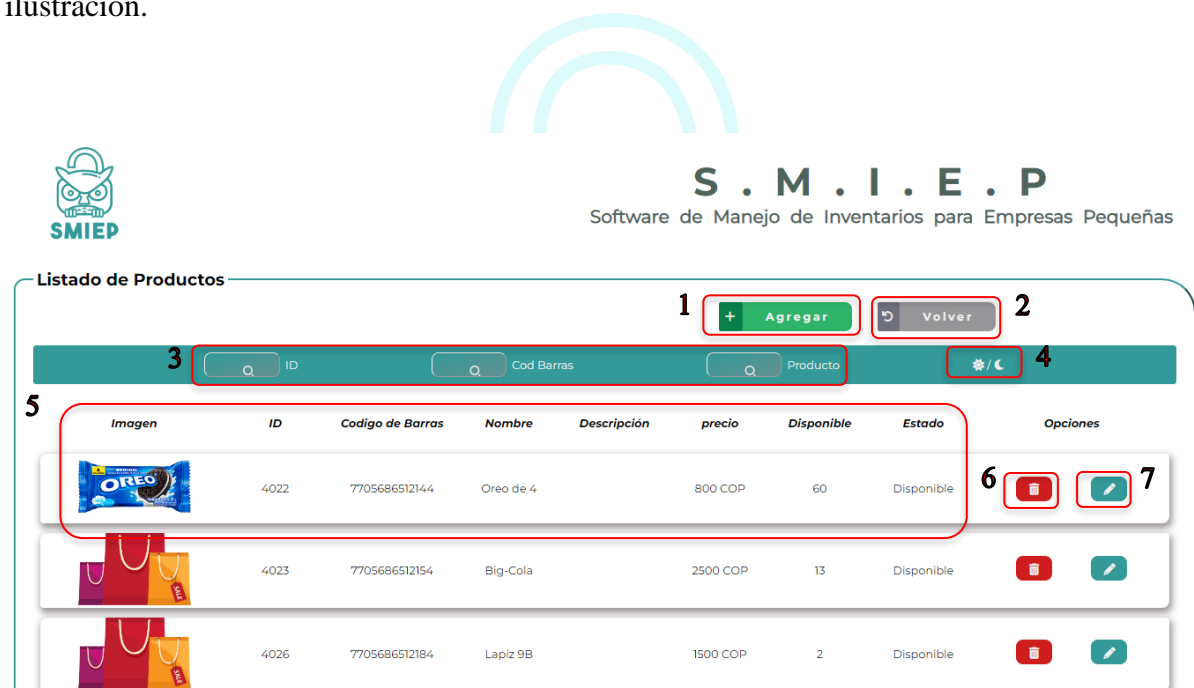 ilustración.
SMIEP
S . M . I . E . P
Software de Manejo de Inventarios para Empresas Pequeñas
Listado de Productos
1 + Agregar Volver 2
3 ID Cod Barras Producto / 4
5
Imagen ID Codigo de Barras Nombre Descripción precio Disponible Estado Opciones
OREO 4022 7705686512144 Oreo de 4 800 COP 60 Disponible 6 7
SALE 4023 7705686512154 Big-Cola 2500 COP 13 Disponible
SALE 4026 7705686512184 Lapiz 9B 1500 COP 2 Disponible